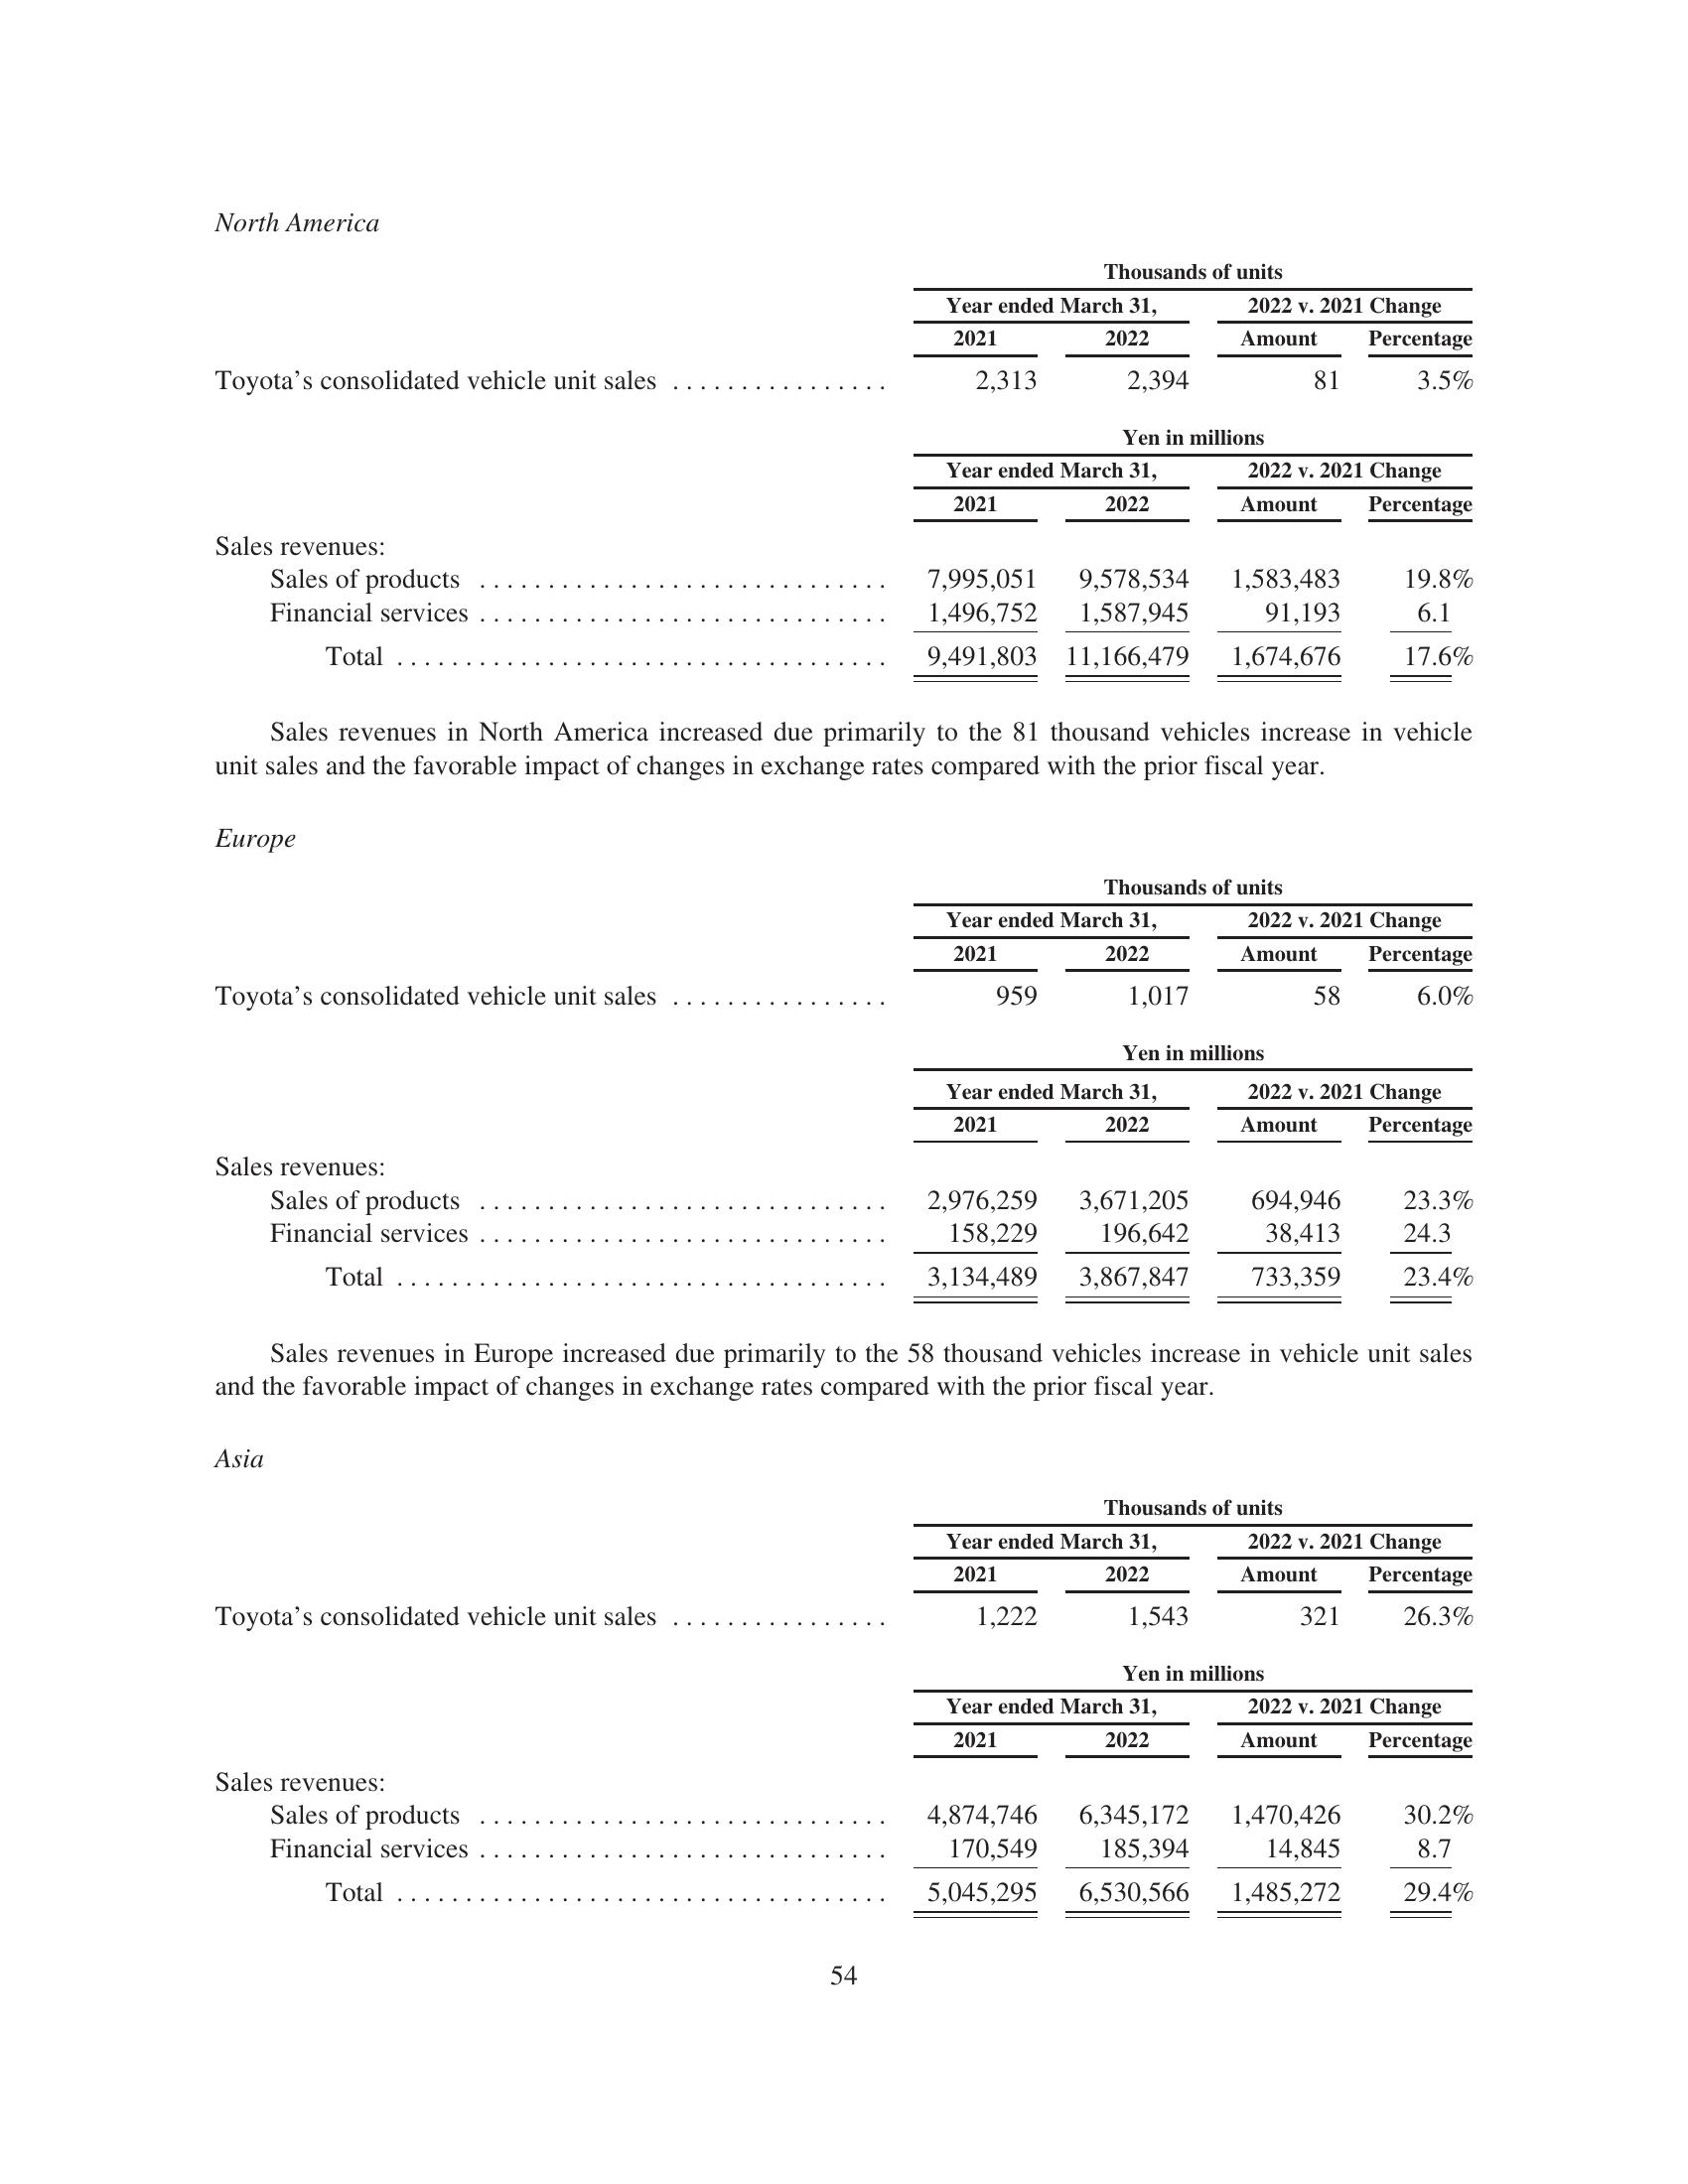 North America
Thousands of units
Year ended March 31, 2022 v. 2021 Change
2021 2022 Amount Percentage
Toyota’s consolidated vehicle unit sales . . . . . . . . . . . . . . . . 2,313 2,394 81 3.5%
Yen in millions
Year ended March 31, 2022 v. 2021 Change
2021 2022 Amount Percentage
Sales revenues:
Sales of products . . . . . . . . . . . . . . . . . . . . . . . . . . . . . . 7,995,051 9,578,534 1,583,483 19.8%
Financial services . . . . . . . . . . . . . . . . . . . . . . . . . . . . . . 1,496,752 1,587,945 91,193 6.1
Total . . . . . . . . . . . . . . . . . . . . . . . . . . . . . . . . . . . . 9,491,803 11,166,479 1,674,676 17.6%
Sales revenues in North America increased due primarily to the 81 thousand vehicles increase in vehicle
unit sales and the favorable impact of changes in exchange rates compared with the prior fiscal year.
Europe
Thousands of units
Year ended March 31, 2022 v. 2021 Change
2021 2022 Amount Percentage
Toyota’s consolidated vehicle unit sales . . . . . . . . . . . . . . . . 959 1,017 58 6.0%
Yen in millions
Year ended March 31, 2022 v. 2021 Change
2021 2022 Amount Percentage
Sales revenues:
Sales of products . . . . . . . . . . . . . . . . . . . . . . . . . . . . . . 2,976,259 3,671,205 694,946 23.3%
Financial services . . . . . . . . . . . . . . . . . . . . . . . . . . . . . . 158,229 196,642 38,413 24.3
Total . . . . . . . . . . . . . . . . . . . . . . . . . . . . . . . . . . . . 3,134,489 3,867,847 733,359 23.4%
Sales revenues in Europe increased due primarily to the 58 thousand vehicles increase in vehicle unit sales
and the favorable impact of changes in exchange rates compared with the prior fiscal year.
Asia
Thousands of units
Year ended March 31, 2022 v. 2021 Change
2021 2022 Amount Percentage
Toyota’s consolidated vehicle unit sales . . . . . . . . . . . . . . . . 1,222 1,543 321 26.3%
Yen in millions
Year ended March 31, 2022 v. 2021 Change
2021 2022 Amount Percentage
Sales revenues:
Sales of products . . . . . . . . . . . . . . . . . . . . . . . . . . . . . . 4,874,746 6,345,172 1,470,426 30.2%
Financial services . . . . . . . . . . . . . . . . . . . . . . . . . . . . . . 170,549 185,394 14,845 8.7
Total . . . . . . . . . . . . . . . . . . . . . . . . . . . . . . . . . . . . 5,045,295 6,530,566 1,485,272 29.4%
54